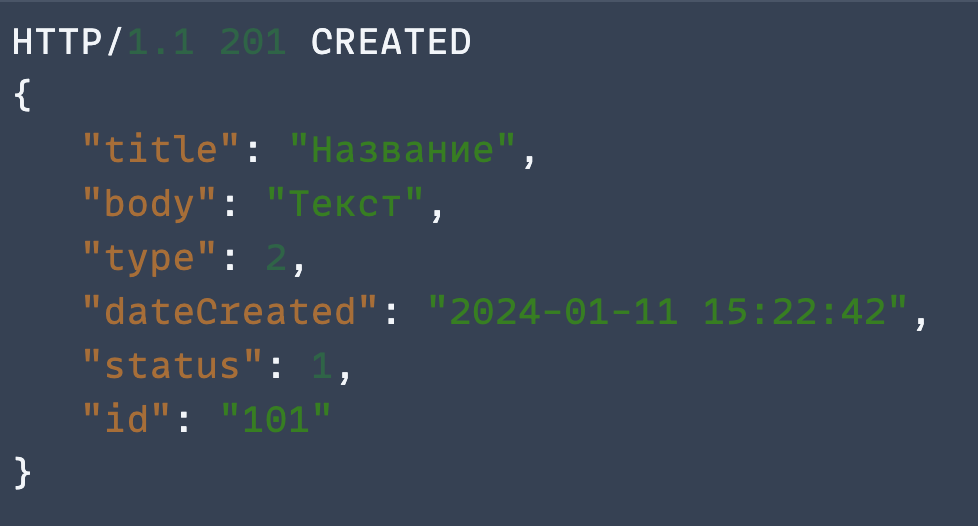 HTTP/1.1 201 CREATED
{
"title": "Название",
"body": "Текст",
"type": 2,
"dateCreated": "2024-01-11 15:22:42",
"status": 1,
"id": "101"
}